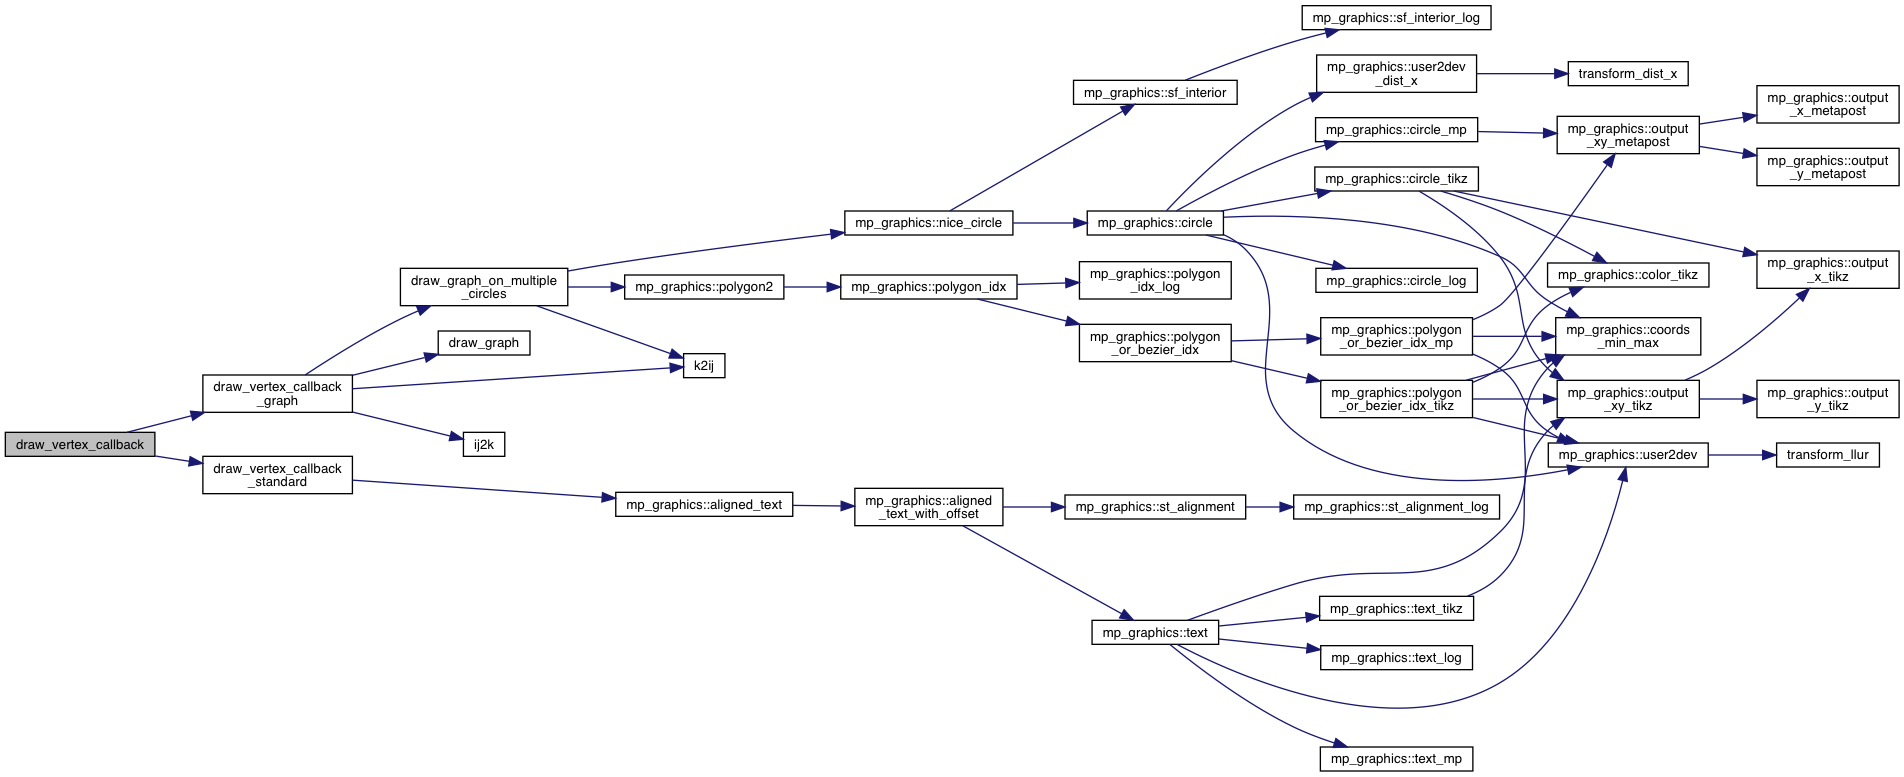 draw_vertex_callback
draw_vertex_callback
_graph
draw_vertex_callback
_standard
draw_graph_on_multiple
_circles
draw_graph
ij2k
k2ij
mp_graphics::polygon2
mp_graphics::aligned_text
mp_graphics::nice_circle
mp_graphics::polygon_idx
mp_graphics::aligned
_text_with_offset
mp_graphics::sf_interior
mp_graphics::circle
mp_graphics::polygon
_idx_log
mp_graphics::polygon
_or_bezier_idx
mp_graphics::st_alignment
mp_graphics::text
mp_graphics::sf_interior_log
mp_graphics::user2dev
_dist_x
mp_graphics::circle_mp
mp_graphics::circle_tikz
mp_graphics::circle_log
mp_graphics::polygon
_or_bezier_idx_mp
mp_graphics::polygon
_or_bezier_idx_tikz
mp_graphics::st_alignment_log
mp_graphics::text_tikz
mp_graphics::text_log
mp_graphics::text_mp
transform_dist_x
mp_graphics::output
_xy_metapost
mp_graphics::color_tikz
mp_graphics::coords
_min_max
mp_graphics::output
_xy_tikz
mp_graphics::user2dev
mp_graphics::output
_x_metapost
mp_graphics::output
_y_metapost
mp_graphics::output
_x_tikz
mp_graphics::output
_y_tikz
transform_llur